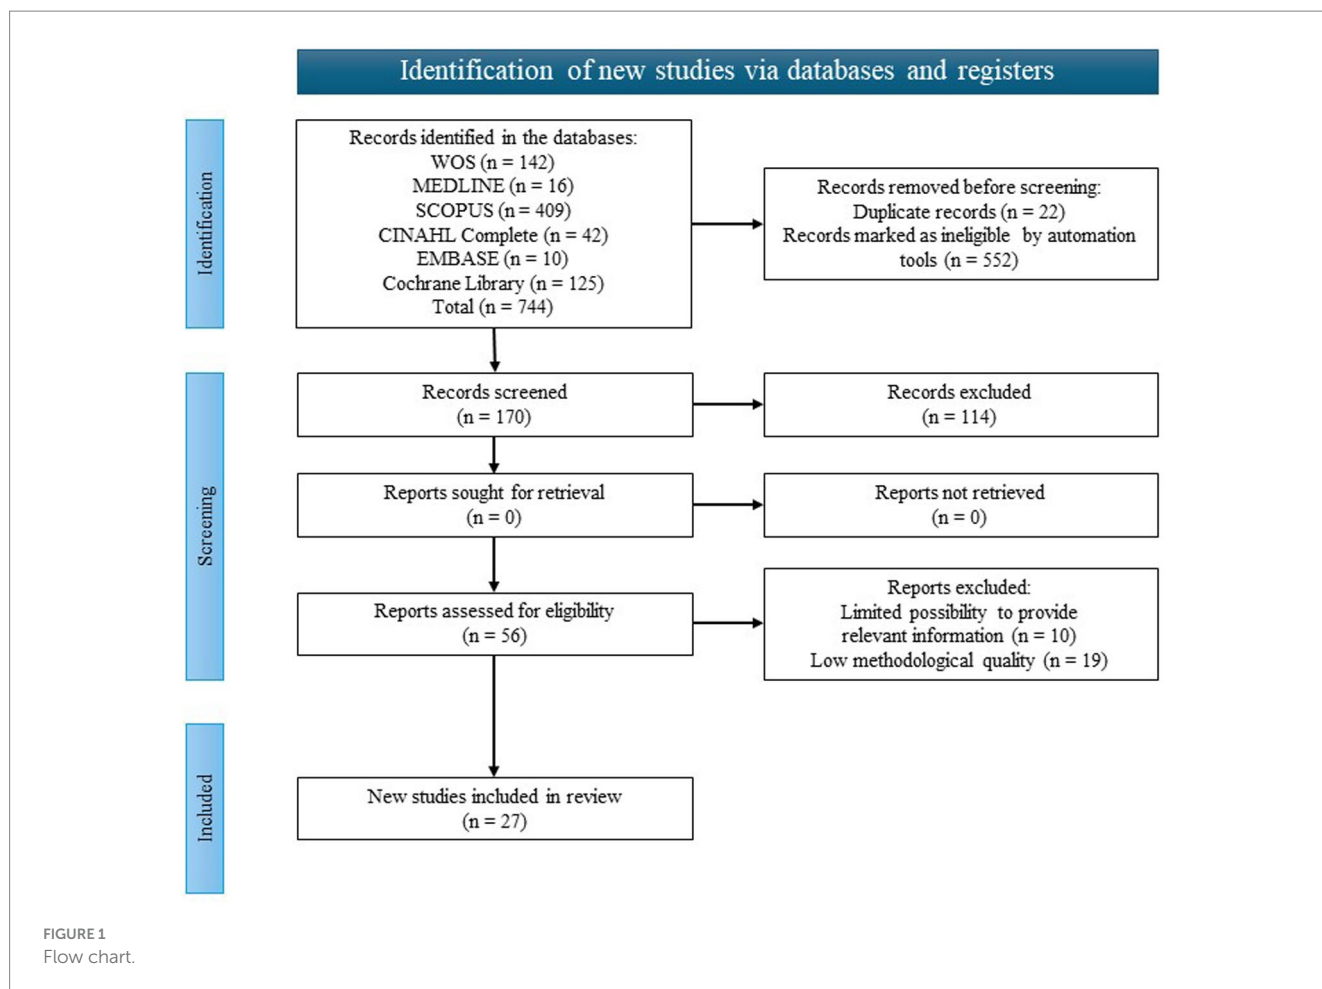 Identification of new studies via databases and registers
Identification
Records identified in the databases:
WOS (n = 142)
MEDLINE (n = 16)
SCOPUS (n = 409)
CINAHL Complete (n = 42)
EMBASE (n = 10)
Cochrane Library (n = 125)
Total (n = 744)
Records removed before screening:
Duplicate records (n = 22)
Records marked as ineligible by automation
tools (n = 552)
Screening
Records screened
(n = 170)
Records excluded
(n = 114)
Reports sought for retrieval
(n = 0)
Reports not retrieved
(n = 0)
Reports assessed for eligibility
(n = 56)
Reports excluded:
Limited possibility to provide
relevant information (n = 10)
Low methodological quality (n = 19)
Included
New studies included in review
(n = 27)
FIGURE 1
Flow chart.